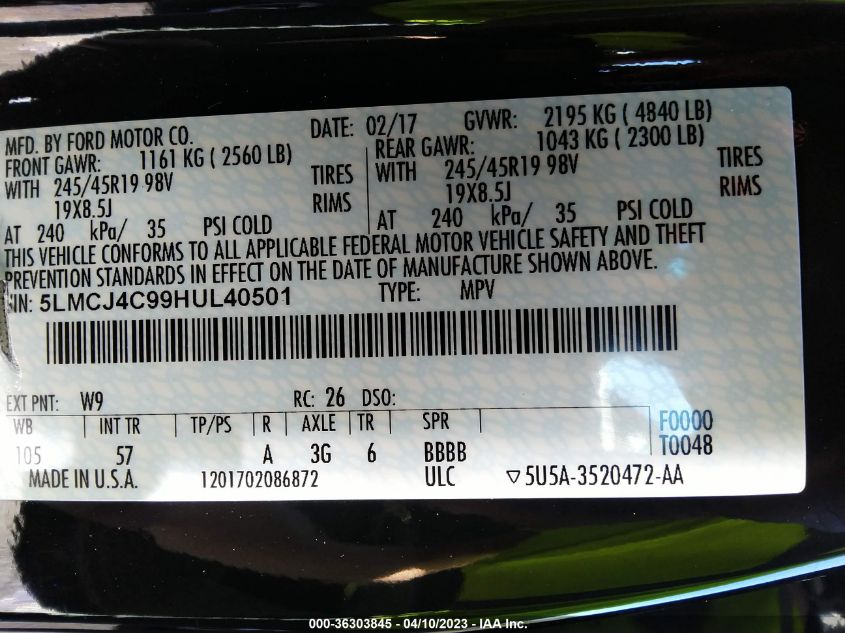 MFD. BY FORD MOTOR CO. DATE: 02/17 GVWR: 2195 KG ( 4840 LB)
FRONT GAWR: 1161 KG ( 2560 LB) REAR GAWR: 1043 KG ( 2300 LB)
WITH 245/45R19 98V TIRES WITH 245/45R19 98V TIRES
19X8.5J RIMS 19X8.5J RIMS
AT 240 kPa/ 35 PSI COLD AT 240 kPa/ 35 PSI COLD
THIS VEHICLE CONFORMS TO ALL APPLICABLE FEDERAL MOTOR VEHICLE SAFETY AND THEFT
PREVENTION STANDARDS IN EFFECT ON THE DATE OF MANUFACTURE SHOWN ABOVE.
VIN: 5LMCJ4C99HUL40501 TYPE: MPV
EXT PNT: W9 RC: 26 DSO:
WB INT TR TP/PS R AXLE TR SPR F0000
105 57 A 3G 6 BBBB T0048
MADE IN U.S.A. 1201702086872 ULC ▽5U5A-3520472-AA
000-36303845 - 04/10/2023 - IAA Inc.